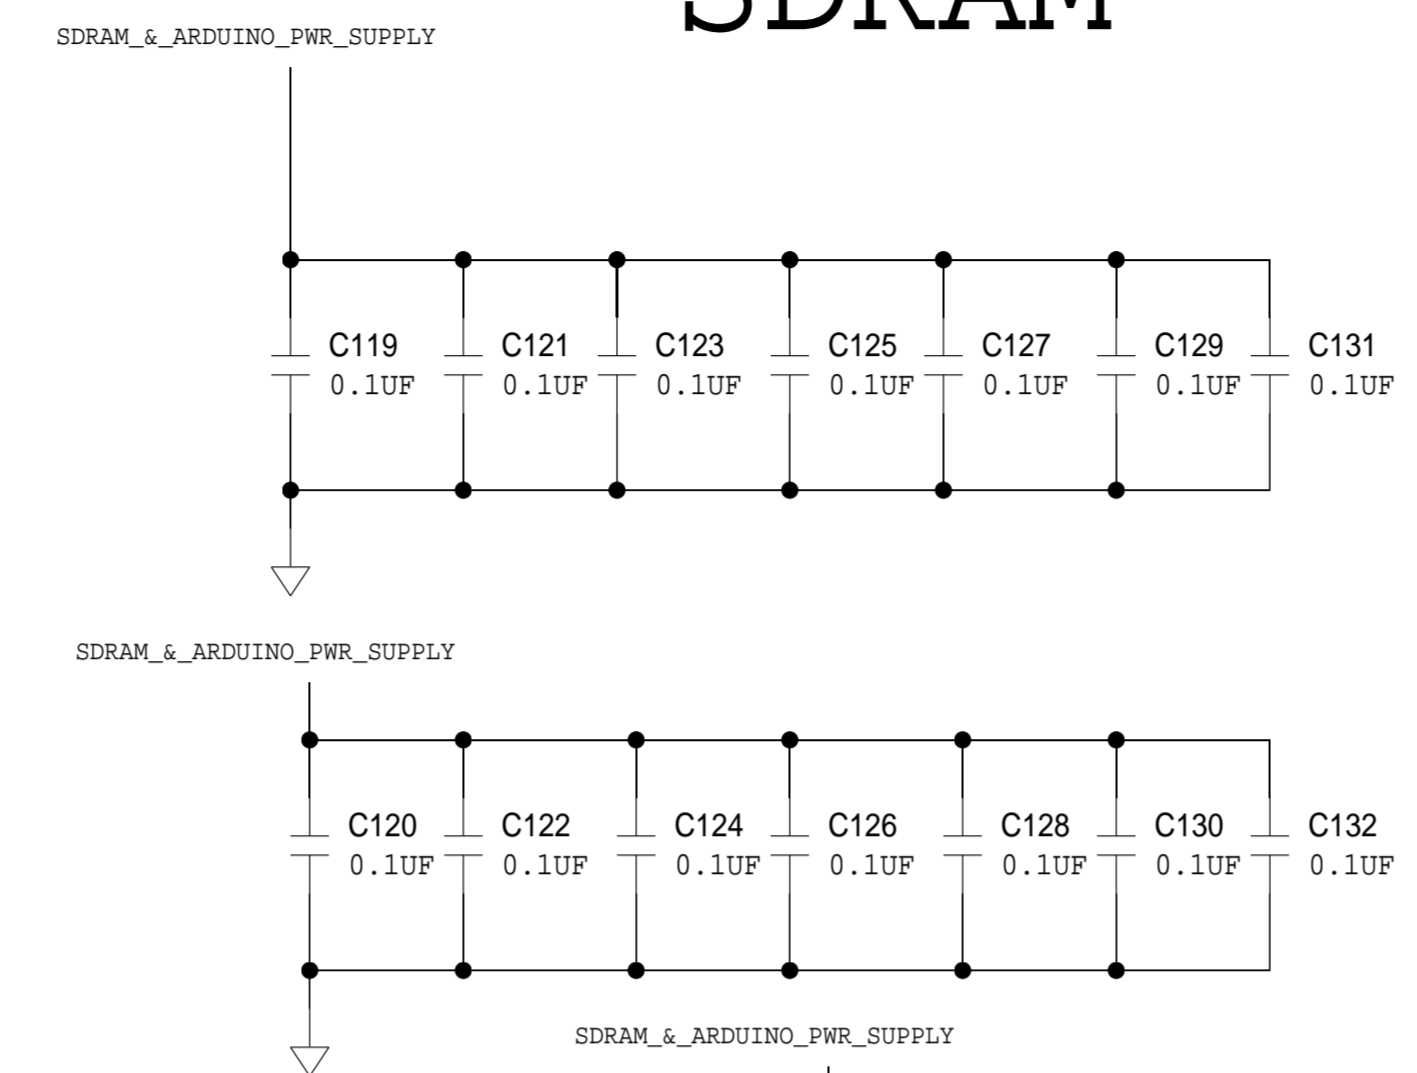 SDRAM
SDRAM_&_ARDUINO_PWR_SUPPLY
C119 C121 C123 C125 C127 C129 C131
0.1UF 0.1UF 0.1UF 0.1UF 0.1UF 0.1UF 0.1UF
SDRAM_&_ARDUINO_PWR_SUPPLY
C120 C122 C124 C126 C128 C130 C132
0.1UF 0.1UF 0.1UF 0.1UF 0.1UF 0.1UF 0.1UF
SDRAM_&_ARDUINO_PWR_SUPPLY